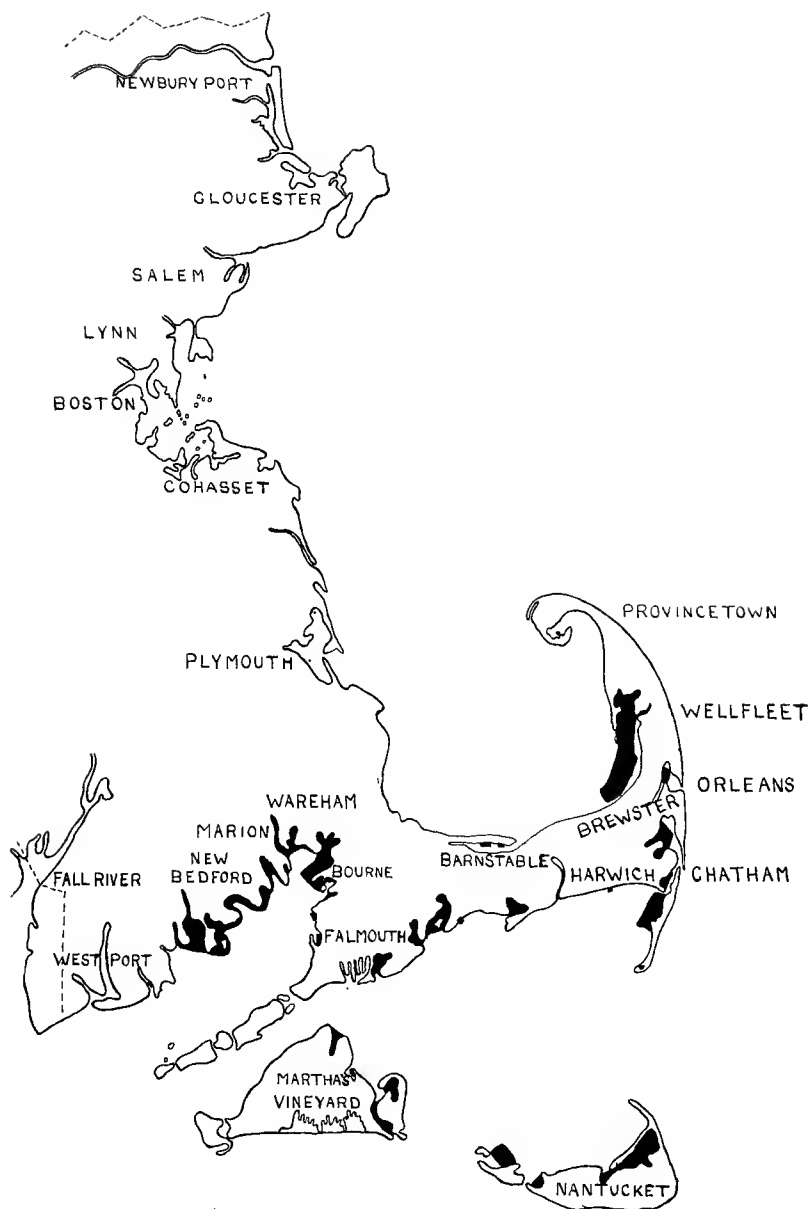 NEWBURY PORT
GLOUCESTER
SALEM
LYNN
BOSTON
COHASSET
PROVINCETOWN
PLYMOUTH
WELLFLEET
ORLEANS
BREWSTER
WAREHAM
MARION
NEW
BEDFORD
BOURNE
BARNSTABLE
HARWICH
CHATHAM
FALL RIVER
FALMOUTH
WEST PORT
MARTHA'S
VINEYARD
NANTUCKET